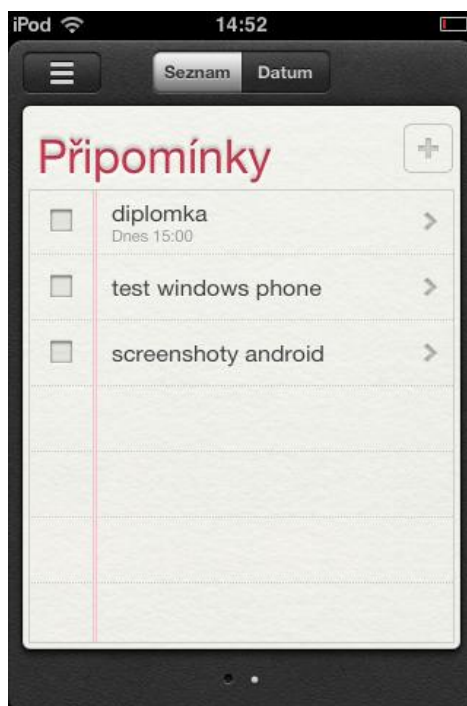 iPod 14:52
Seznam Datum
Připomínky
diplomka
Dnes 15:00
test windows phone
screenshoty android